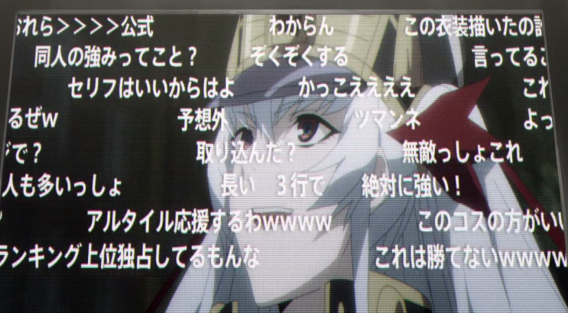 おれら>>>>公式 わからん この衣装描いたの
同人の強みってこと? ぞくぞくする 言ってる
セリフはいいからはよ かっこええええ これ
るぜw 予想外 ツマンネ よっ
で? 取り込んだ? 無敵っしょこれ
人も多いっしょ 長い 3行て 絶対に強い!
アルタイル応援するわwwww このコスの方がい
ランキング上位独占してるもんな これは勝てないwwww